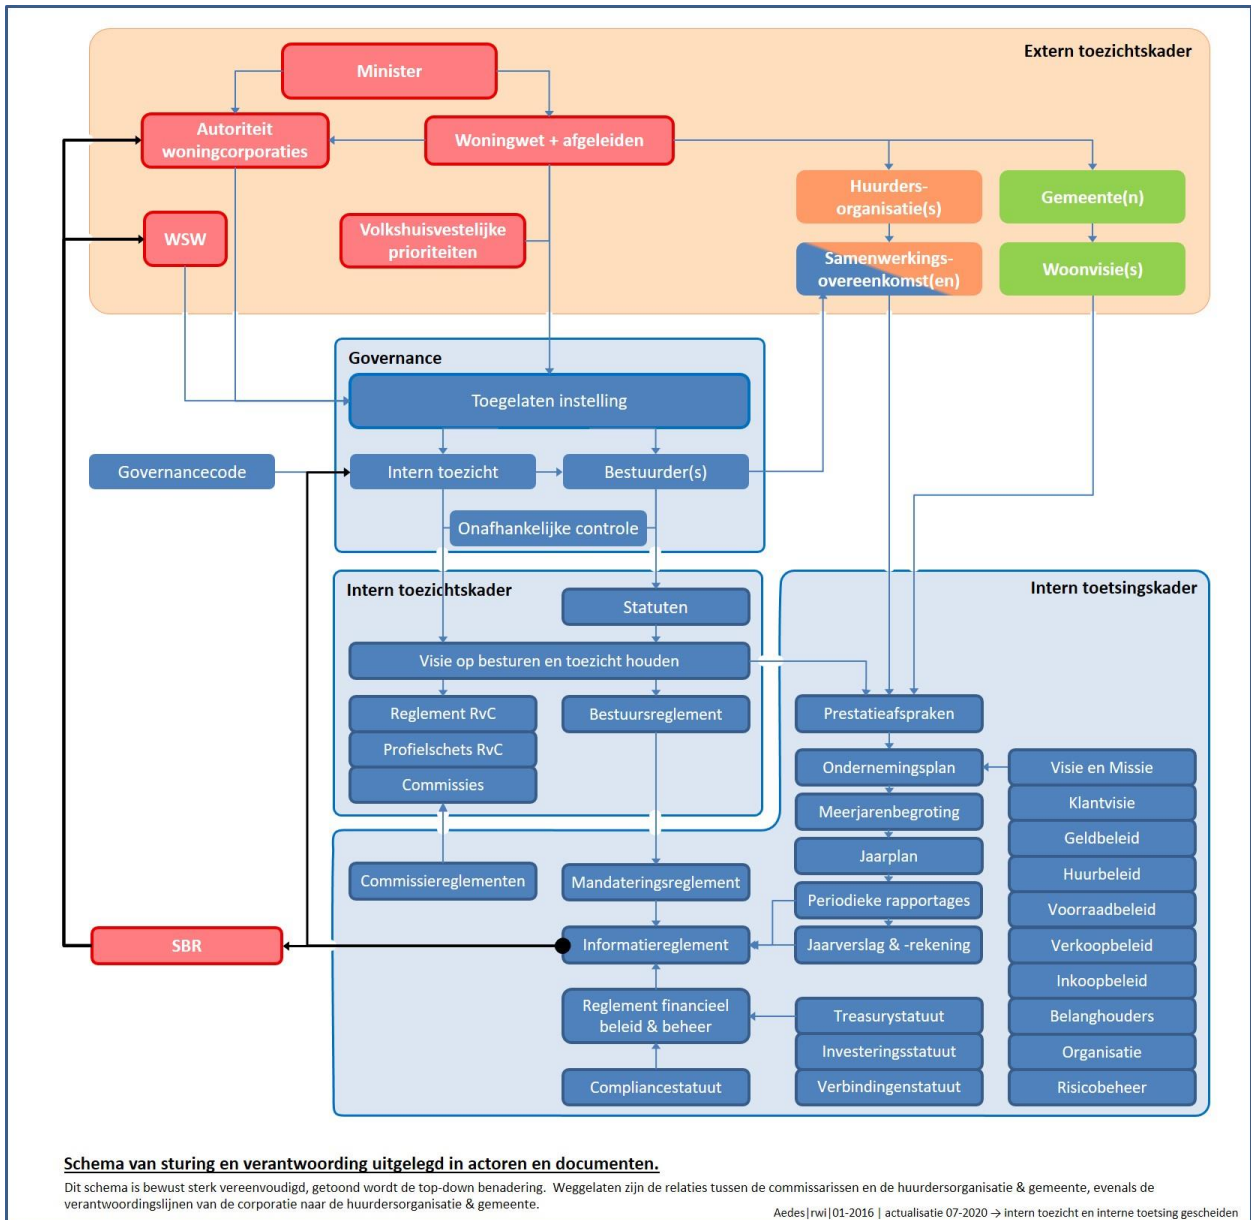 Extern toezichtskader
Minister
Autoriteit
woningcorporaties
Woningwet + afgeleiden
Huurders-
organisatie(s)
Gemeente(n)
WSW
Volkshuisvestelijke
prioriteiten
Samenwerkings-
overeenkomst(en)
Woonvisie(s)
Governance
Toegelaten instelling
Governancecode
Intern toezicht
Bestuurder(s)
Onafhankelijke controle
Intern toezichtskader
Intern toetsingskader
Statuten
Visie op besturen en toezicht houden
Reglement RvC
Bestuursreglement
Prestatieafspraken
Profielschets RvC
Commissies
Ondernemingsplan
Visie en Missie
Meerjarenbegroting
Klantvisie
Geldbeleid
Jaarplan
Huurbeleid
Commissiereglementen
Mandateringsreglement
Periodieke rapportages
Voorraadbeleid
SBR
Informatiereglement
Jaarverslag & -rekening
Verkoopbeleid
Inkoopbeleid
Reglement financieel
beleid & beheer
Treasurystatuut
Belanghouders
Investeringsstatuut
Organisatie
Compliancestatuut
Verbindingenstatuut
Risicobeheer
Schema van sturing en verantwoording uitgelegd in actoren en documenten.
Dit schema is bewust sterk vereenvoudigd, getoond wordt de top-down benadering. Weggelaten zijn de relaties tussen de commissarissen en de huurdersorganisatie & gemeente, evenals de
verantwoordingslijnen van de corporatie naar de huurdersorganisatie & gemeente.
Aedes|rwi|01-2016 | actualisatie 07-2020 → intern toezicht en interne toetsing gescheiden